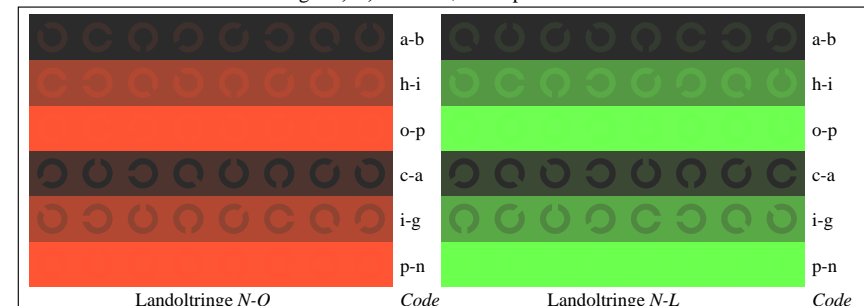 a-b a-b
h-i h-i
o-p o-p
c-a c-a
i-g i-g
p-n p-n
Landoltringe N-O Code Landoltringe N-L Code